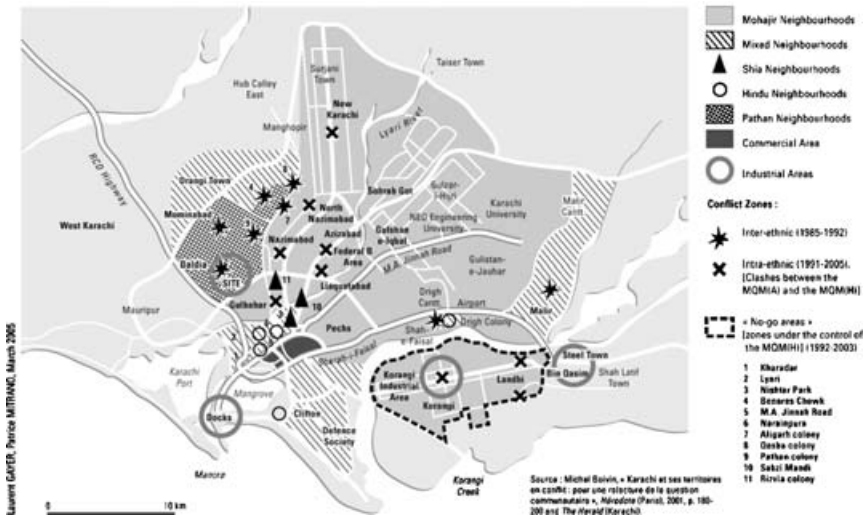 Mohajir Neighbourhoods
Mixed Neighbourhoods
Shia Neighbourhoods
Hindu Neighbourhoods
Pathan Neighbourhoods
Commercial Area
Industrial Areas
Conflict Zones :
Inter-ethnic (1985-1992)
Intra-ethnic (1991-2005).
[Clashes between the
MQM(A) and the MQM(H)]
« No-go areas »
[zones under the control of
the MQM(H)] (1992-2003)
1 Kharadar
2 Lyari
3 Nishtar Park
4 Benares Chowk
5 M.A. Jinnah Road
6 Narainpura
7 Aligarh colony
8 Qasba colony
9 Pathan colony
10 Sabzi Mandi
11 Rizvia colony
Surjani
Town
Taiser Town
Hub Calley
East
New
Karachi
Manghopir
Lyari River
RCD Highway
Orangi Town
Sohrab Got
Gulzar-
i-Hijri
North
Nazimabad
Mominabad
West Karachi
N&D Engineering
University
Karachi
University
Malir
Cantt.
Azizabad
Gulshan
e-Iqbal
Nazimabad
Federal B
Area
M.A. Jinnah Road
Gulistan-
e-Jauhar
Baldia
SITE
Liaquatabad
11
10
Mauripur
Golbehar
Drigh
Cantt.
Airport
Malir
Pechs
Drigh Colony
Shah-
e-Faisal
Karachi
Port
Korangi
Industrial
Area
Landhi
Steel Town
Bin Qasim
Shah Latif
Town
Mangrove
Korangi
Docks
Clifton
Defence
Society
Manora
Korangi
Creek
0 10 km
Source : Michel Boivin, « Karachi et ses territoires
en conflit : pour une relecture de la question
communautaire », Hérodote (Paris), 2001, p. 180-
200 and The Herald (Karachi).
Laurent GAYER, Patrice MITRANO, March 2005